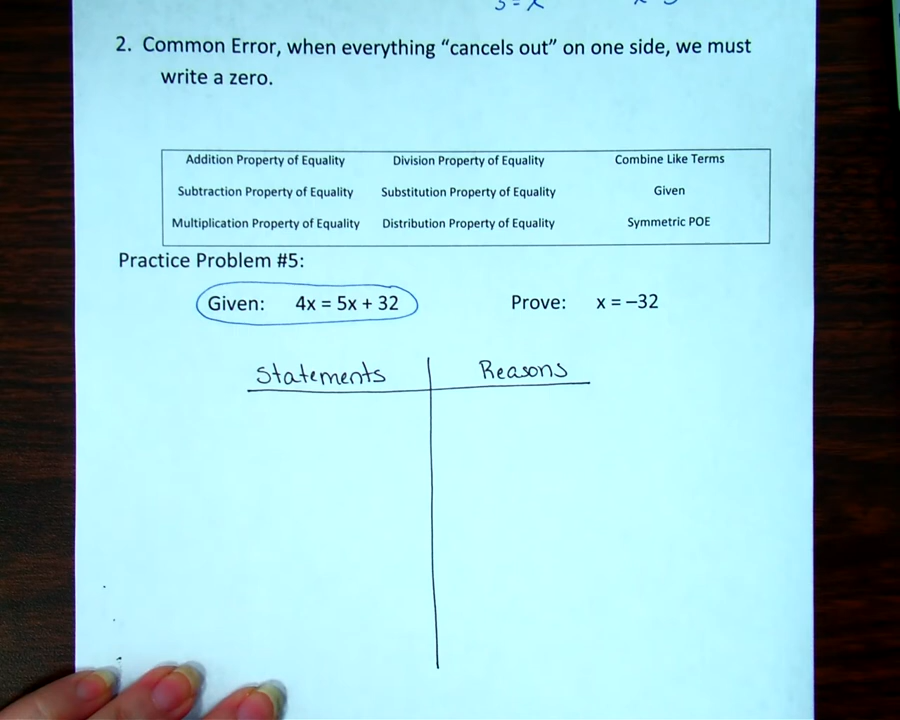 2. Common Error, when everything “cancels out” on one side, we must
write a zero.
Addition Property of Equality Division Property of Equality Combine Like Terms
Subtraction Property of Equality Substitution Property of Equality Given
Multiplication Property of Equality Distribution Property of Equality Symmetric POE
Practice Problem #5:
Given: 4x = 5x + 32 Prove: x = –32
Statements Reasons